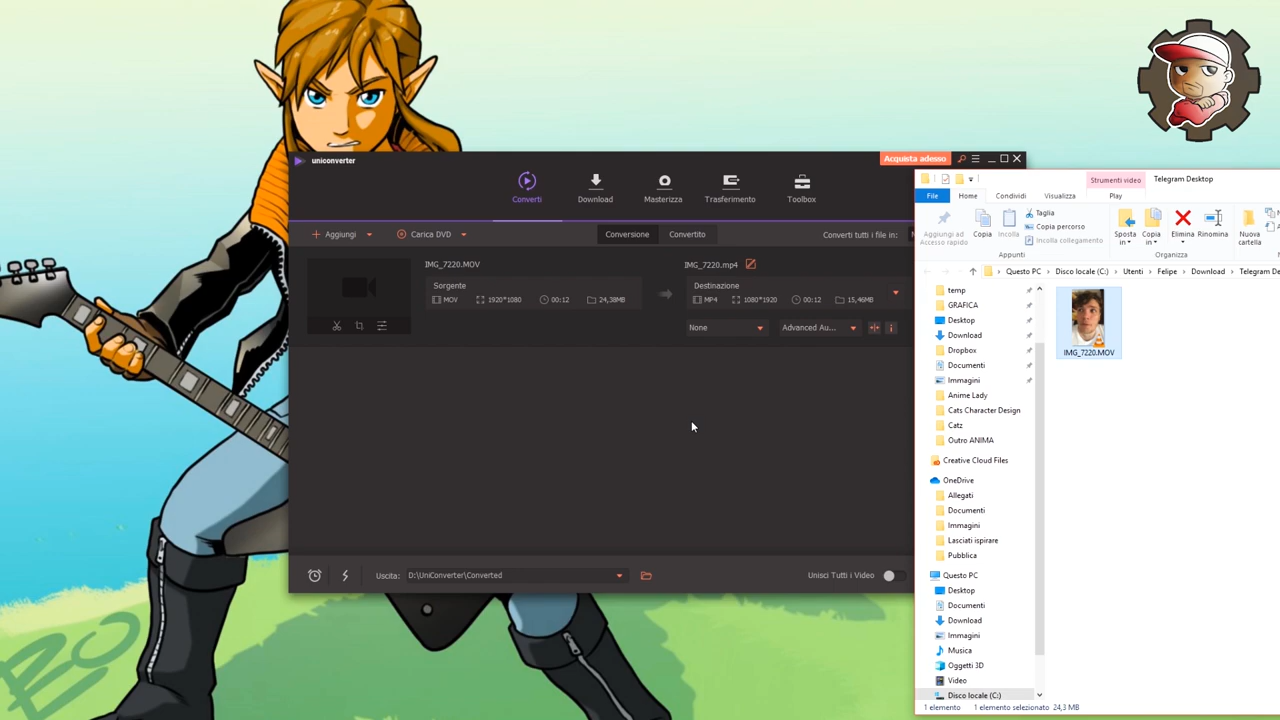 uniconverter
Acquista adesso
Converti
Download
Masterizza
Trasferimento
Toolbox
Aggiungi
Carica DVD
Conversione
Convertito
Converti tutti i file in:
IMG_7220.MOV
Sorgente
MOV
1920*1080
00:12
24,38MB
IMG_7220.mp4
Destinazione
MP4
1080*1920
00:12
15,46MB
None
Advanced Au...
Uscita:
D:\UniConverter\Converted
Unisci Tutti i Video
Strumenti video
Telegram Desktop
File
Home
Condividi
Visualizza
Play
Aggiungi ad
Accesso rapido
Copia
Incolla
Taglia
Copia percorso
Incolla collegamento
Appunti
Sposta
in
Copia
in
Elimina
Rinomina
Organizza
Nuova
cartella
Questo PC
Disco locale (C:)
Utenti
Felipe
Download
Telegram De
temp
GRAFICA
Desktop
Download
Dropbox
Documenti
Immagini
Anime Lady
Cats Character Design
Catz
Outro ANIMA
Creative Cloud Files
OneDrive
Allegati
Documenti
Immagini
Lasciati ispirare
Pubblica
Questo PC
Desktop
Documenti
Download
Immagini
Musica
Oggetti 3D
Video
Disco locale (C:)
IMG_7220.MOV
1 elemento
1 elemento selezionato 24,3 MB